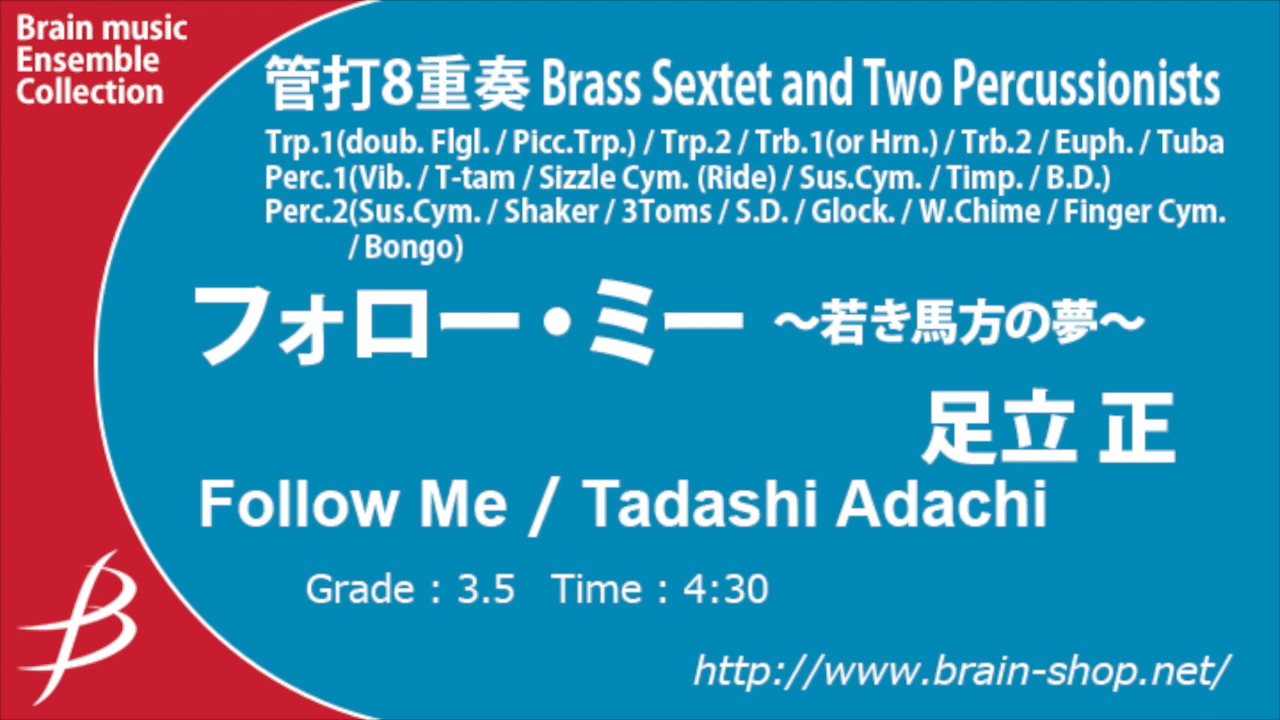 Brain music
Ensemble
Collection
管打8重奏 Brass Sextet and Two Percussionists
Trp.1(doub. Flgl. / Picc.Trp.) / Trp.2 / Trb.1(or Hrn.) / Trb.2 / Euph. / Tuba
Perc.1(Vib. / T-tam / Sizzle Cym. (Ride) / Sus.Cym. / Timp. / B.D.)
Perc.2(Sus.Cym. / Shaker / 3Toms / S.D. / Glock. / W.Chime / Finger Cym.
/ Bongo)
フォロー・ミー ～若き馬方の夢～
足立 正
Follow Me / Tadashi Adachi
Grade : 3.5 Time : 4:30
http://www.brain-shop.net/